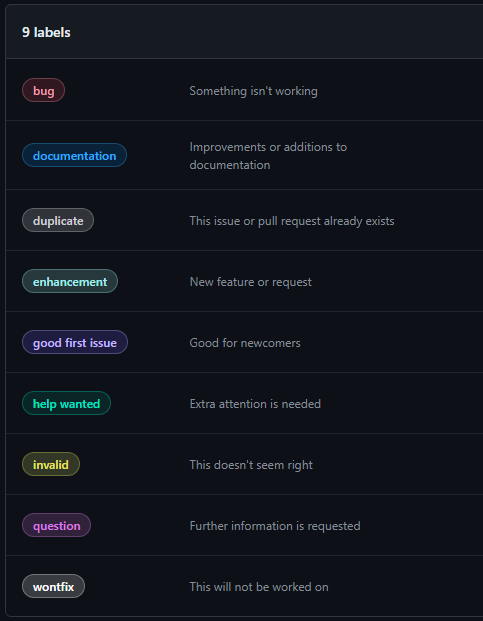 9 labels
bug
Something isn't working
documentation
Improvements or additions to
documentation
duplicate
This issue or pull request already exists
enhancement
New feature or request
good first issue
Good for newcomers
help wanted
Extra attention is needed
invalid
This doesn't seem right
question
Further information is requested
wontfix
This will not be worked on